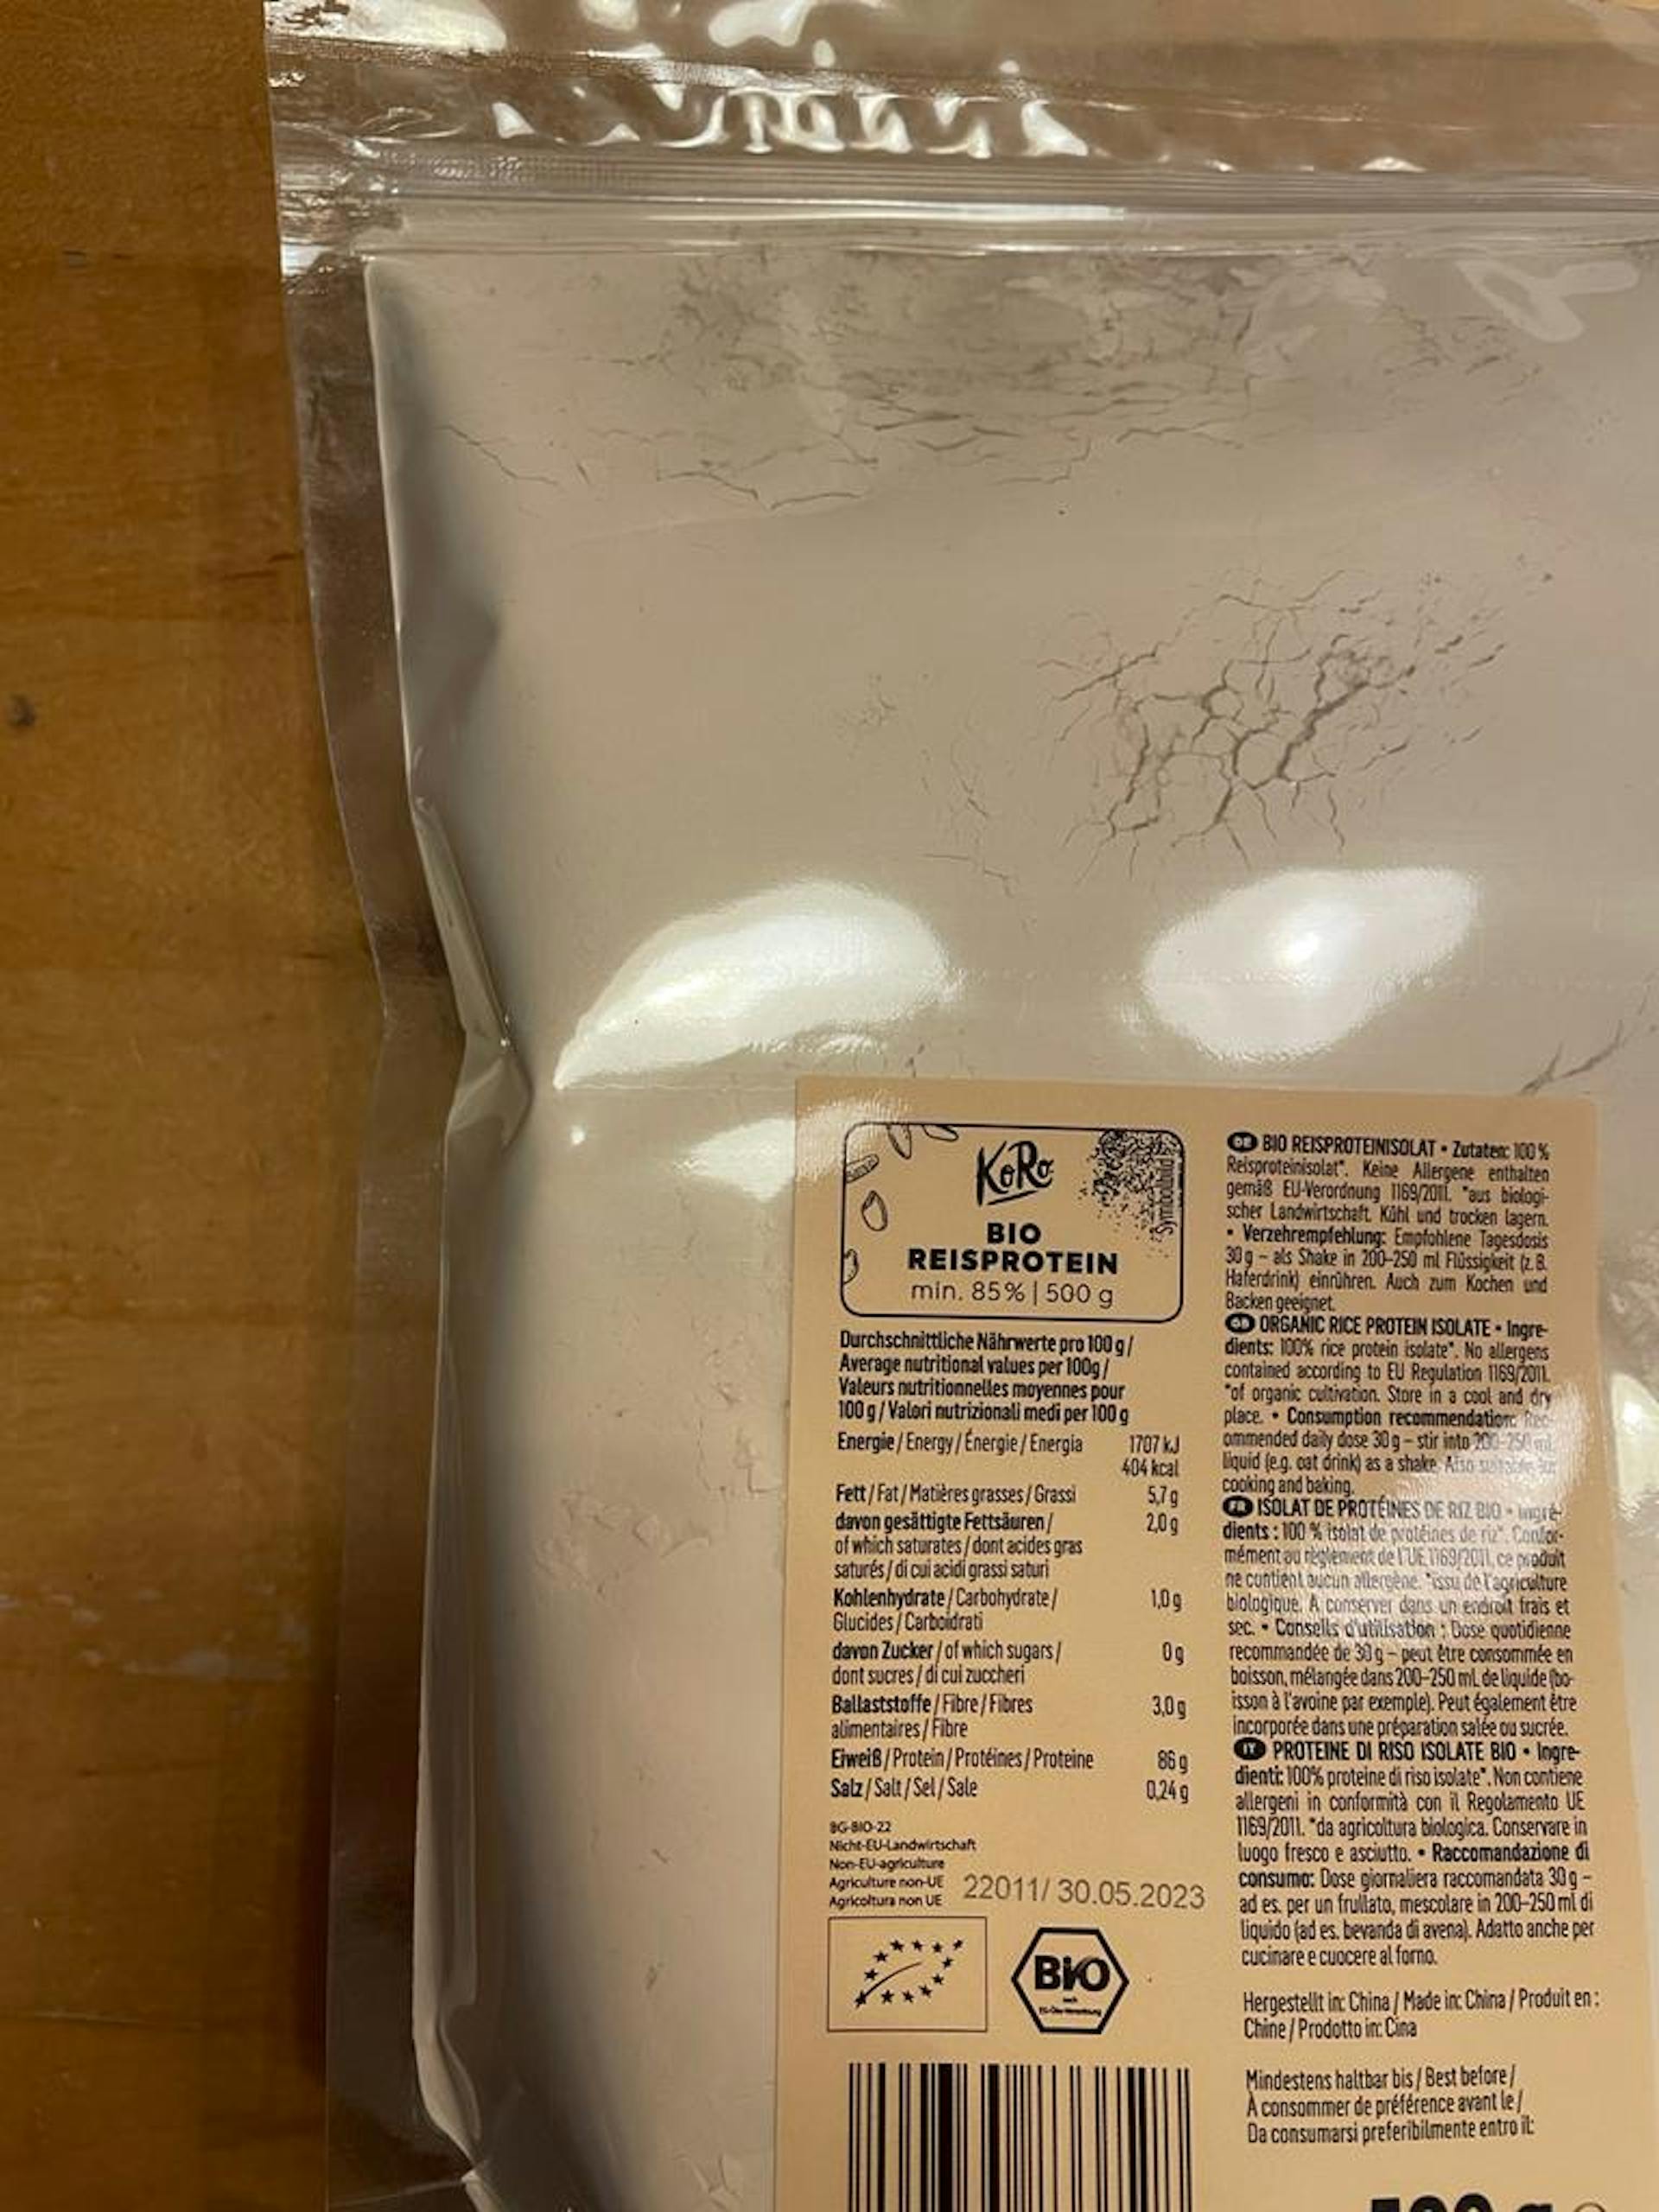 KoRo
Symbolbild
BIO
REISPROTEIN
min. 85% | 500 g
Durchschnittliche Nährwerte pro 100 g /
Average nutritional values per 100g /
Valeurs nutritionnelles moyennes pour
100 g / Valori nutrizionali medi per 100 g
Energie / Energy / Énergie / Energia 1707 kJ
404 kcal
Fett / Fat / Matières grasses / Grassi 5,7 g
davon gesättigte Fettsäuren / 2,0 g
of which saturates / dont acides gras
saturés / di cui acidi grassi saturi
Kohlenhydrate / Carbohydrate / 1,0 g
Glucides / Carboidrati
davon Zucker / of which sugars / 0 g
dont sucres / di cui zuccheri
Ballaststoffe / Fibre / Fibres 3,0 g
alimentaires / Fibre
Eiweiß / Protein / Protéines / Proteine 86 g
Salz / Salt / Sel / Sale 0,24 g
BG-BIO-22
Nicht-EU-Landwirtschaft
Non-EU-agriculture
Agriculture non-UE
Agricoltura non UE
22011/ 30.05.2023
BIO
nach
EG-Öko-Verordnung
DE BIO REISPROTEINISOLAT • Zutaten: 100 %
Reisproteinisolat*. Keine Allergene enthalten
gemäß EU-Verordnung 1169/2011. *aus biologi-
scher Landwirtschaft. Kühl und trocken lagern.
• Verzehrempfehlung: Empfohlene Tagesdosis
30 g – als Shake in 200-250 ml Flüssigkeit (z. B.
Haferdrink) einrühren. Auch zum Kochen und
Backen geeignet.
GB ORGANIC RICE PROTEIN ISOLATE • Ingre-
dients: 100% rice protein isolate*. No allergens
contained according to EU Regulation 1169/2011.
*of organic cultivation. Store in a cool and dry
place. • Consumption recommendation: Rec-
ommended daily dose 30 g – stir into 200-250 ml
liquid (e.g. oat drink) as a shake. Also suitable for
cooking and baking.
FR ISOLAT DE PROTÉINES DE RIZ BIO • Ingré-
dients : 100 % isolat de protéines de riz*. Confor-
mément au règlement de l'UE 1169/2011, ce produit
ne contient aucun allergène. *issu de l'agriculture
biologique. À conserver dans un endroit frais et
sec. • Conseils d'utilisation : Dose quotidienne
recommandée de 30 g – peut être consommée en
boisson, mélangée dans 200-250 mL de liquide (bo-
isson à l'avoine par exemple). Peut également être
incorporée dans une préparation salée ou sucrée.
IT PROTEINE DI RISO ISOLATE BIO • Ingre-
dienti: 100% proteine di riso isolate*. Non contiene
allergeni in conformità con il Regolamento UE
1169/2011. *da agricoltura biologica. Conservare in
luogo fresco e asciutto. • Raccomandazione di
consumo: Dose giornaliera raccomandata 30 g –
ad es. per un frullato, mescolare in 200-250 ml di
liquido (ad es. bevanda di avena). Adatto anche per
cucinare e cuocere al forno.
Hergestellt in: China / Made in: China / Produit en :
Chine / Prodotto in: Cina
Mindestens haltbar bis / Best before /
À consommer de préférence avant le /
Da consumarsi preferibilmente entro il: